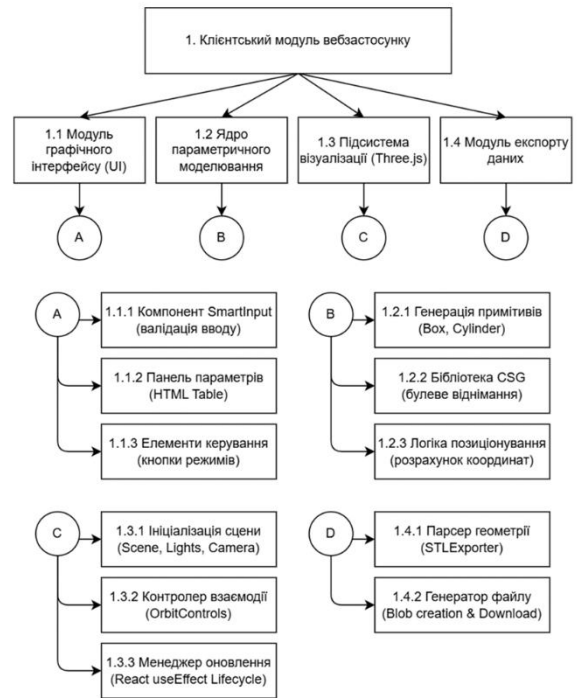 1. Клієнтський модуль вебзастосунку
1.1 Модуль
графічного
інтерфейсу (UI)
1.2 Ядро
параметричного
моделювання
1.3 Підсистема
візуалізації (Three.js)
1.4 Модуль експорту
даних
A
B
C
D
A
1.1.1 Компонент SmartInput
(валідація вводу)
1.1.2 Панель параметрів
(HTML Table)
1.1.3 Елементи керування
(кнопки режимів)
B
1.2.1 Генерація примітивів
(Box, Cylinder)
1.2.2 Бібліотека CSG
(булеве віднімання)
1.2.3 Логіка позиціонування
(розрахунок координат)
C
1.3.1 Ініціалізація сцени
(Scene, Lights, Camera)
1.3.2 Контролер взаємодії
(OrbitControls)
1.3.3 Менеджер оновлення
(React useEffect Lifecycle)
D
1.4.1 Парсер геометрії
(STLExporter)
1.4.2 Генератор файлу
(Blob creation & Download)